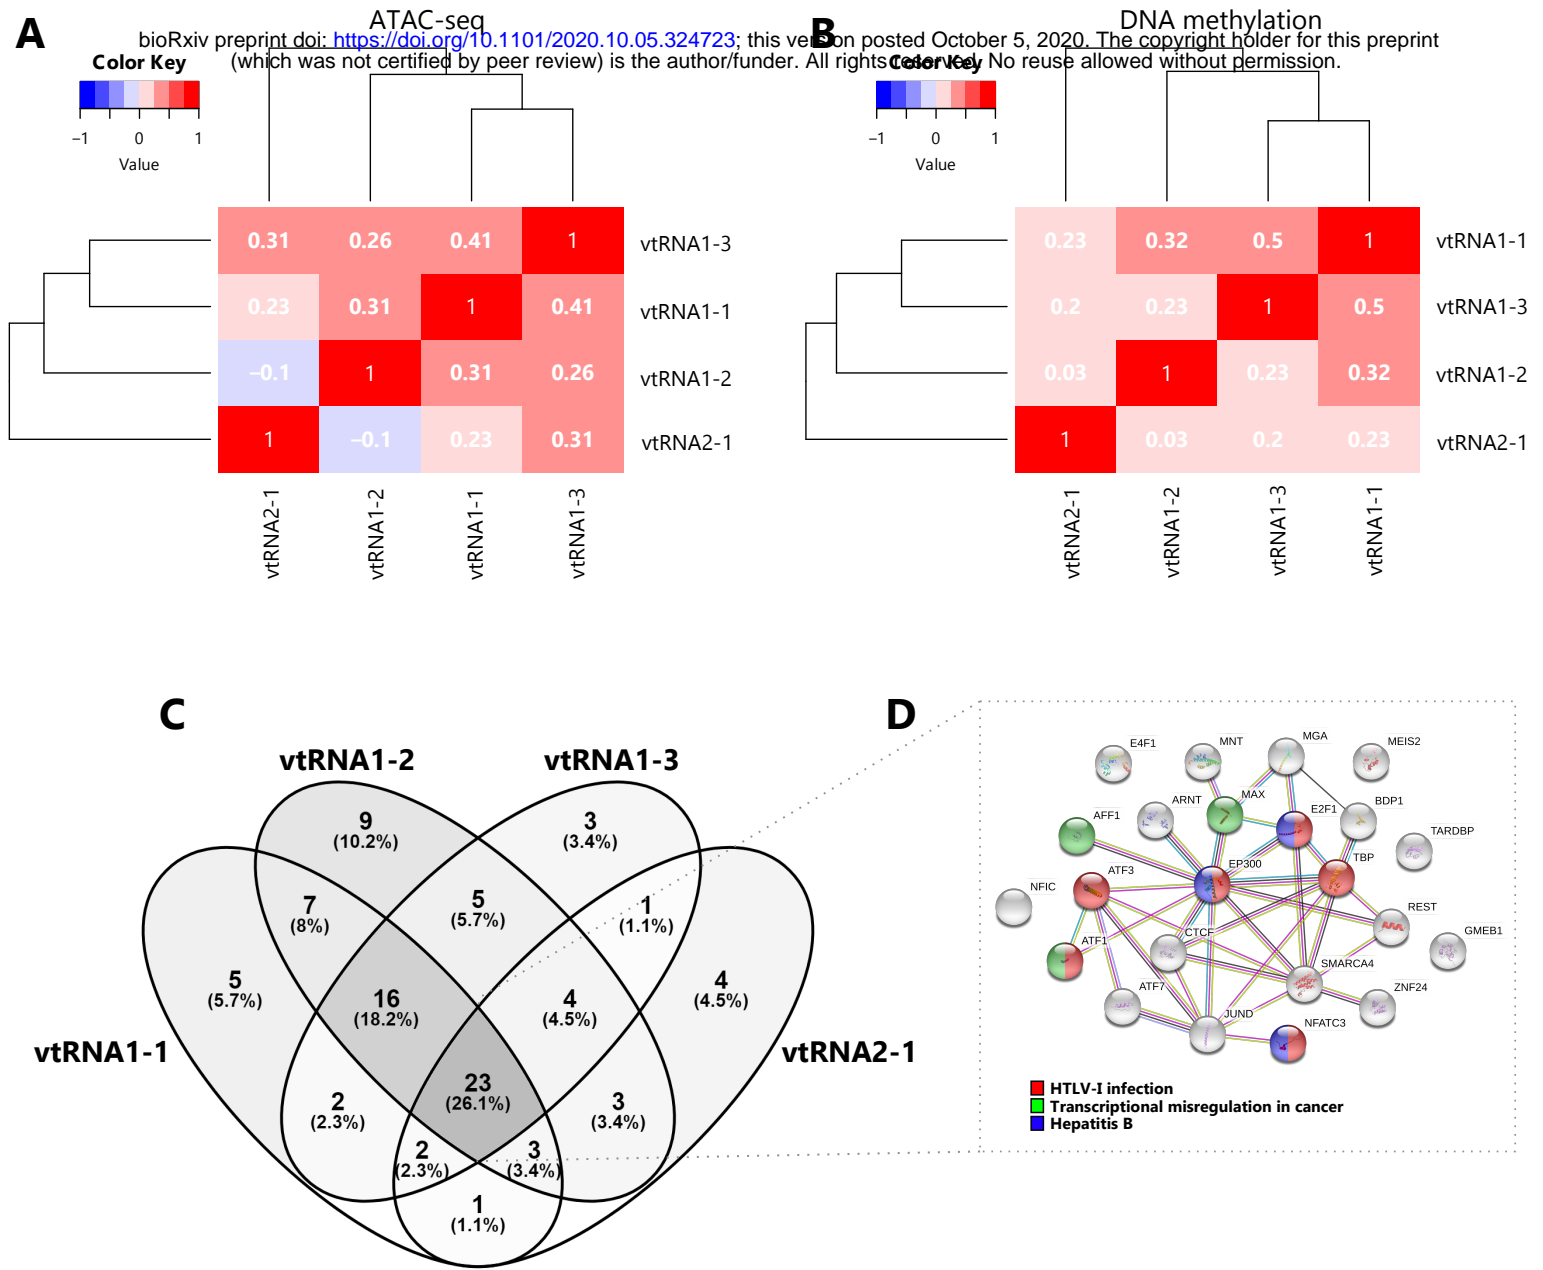 A
ATAC-seq
B
DNA methylation
bioRxiv preprint doi: https://doi.org/10.1101/2020.10.05.324723; this version posted October 5, 2020. The copyright holder for this preprint
(which was not certified by peer review) is the author/funder. All rights reserved. No reuse allowed without permission.
Color Key
−1 0 1
Value
0.31 0.26 0.41 1 vtRNA1-3
0.23 0.31 1 0.41 vtRNA1-1
−0.1 1 0.31 0.26 vtRNA1-2
1 −0.1 0.23 0.31 vtRNA2-1
vtRNA2-1 vtRNA1-2 vtRNA1-1 vtRNA1-3
Color Key
−1 0 1
Value
0.23 0.32 0.5 1 vtRNA1-1
0.2 0.23 1 0.5 vtRNA1-3
0.03 1 0.23 0.32 vtRNA1-2
1 0.03 0.2 0.23 vtRNA2-1
vtRNA2-1 vtRNA1-2 vtRNA1-3 vtRNA1-1
C
vtRNA1-2 vtRNA1-3
9
(10.2%)
3
(3.4%)
7
(8%)
5
(5.7%)
1
(1.1%)
5
(5.7%)
16
(18.2%)
4
(4.5%)
4
(4.5%)
vtRNA1-1 vtRNA2-1
2
(2.3%)
23
(26.1%)
3
(3.4%)
2
(2.3%)
3
(3.4%)
1
(1.1%)
D
E4F1
MNT
MGA
MEIS2
ARNT
MAX
E2F1
BDP1
AFF1
TARDBP
ATF3
EP300
TBP
NFIC
REST
ATF1
CTCF
GMEB1
SMARCA4
ATF7
ZNF24
JUND
NFATC3
HTLV-I infection
Transcriptional misregulation in cancer
Hepatitis B